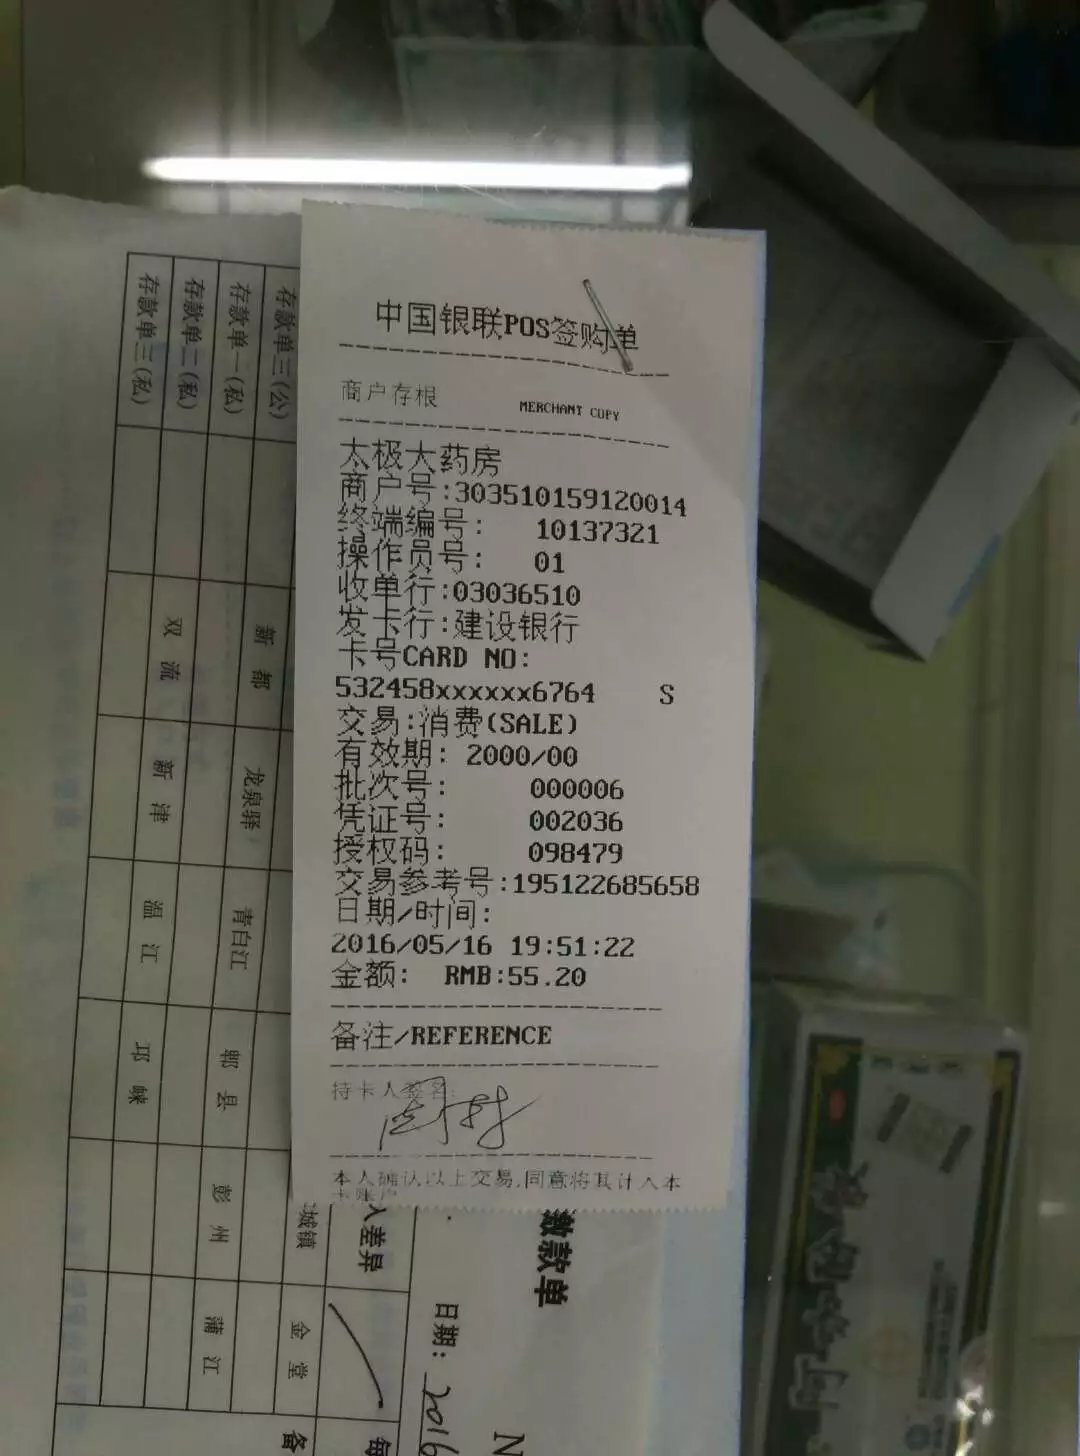 中国银联POS签购单
商户存根 MERCHANT COPY
太极大药房
商户号:303510159120014
终端编号: 10137321
操作员号: 01
收单行:03036510
发卡行:建设银行
卡号CARD NO:
532458xxxxxx6764 S
交易:消费(SALE)
有效期: 2000/00
批次号: 000006
凭证号: 002036
授权码: 098479
交易参考号:195122685658
日期/时间:
2016/05/16 19:51:22
金额: RMB:55.20
备注/REFERENCE
持卡人签名:
本人确认以上交易,同意将其计入本
卡账户
缴款单
日期: 2016
N
入差异
城镇 金堂 备
存款单三(公) 新都 龙泉驿 青白江 郫县 彭州 蒲江
存款单一(私)
存款单二(私) 双流 新津 温江 邛崃
存款单三(私)